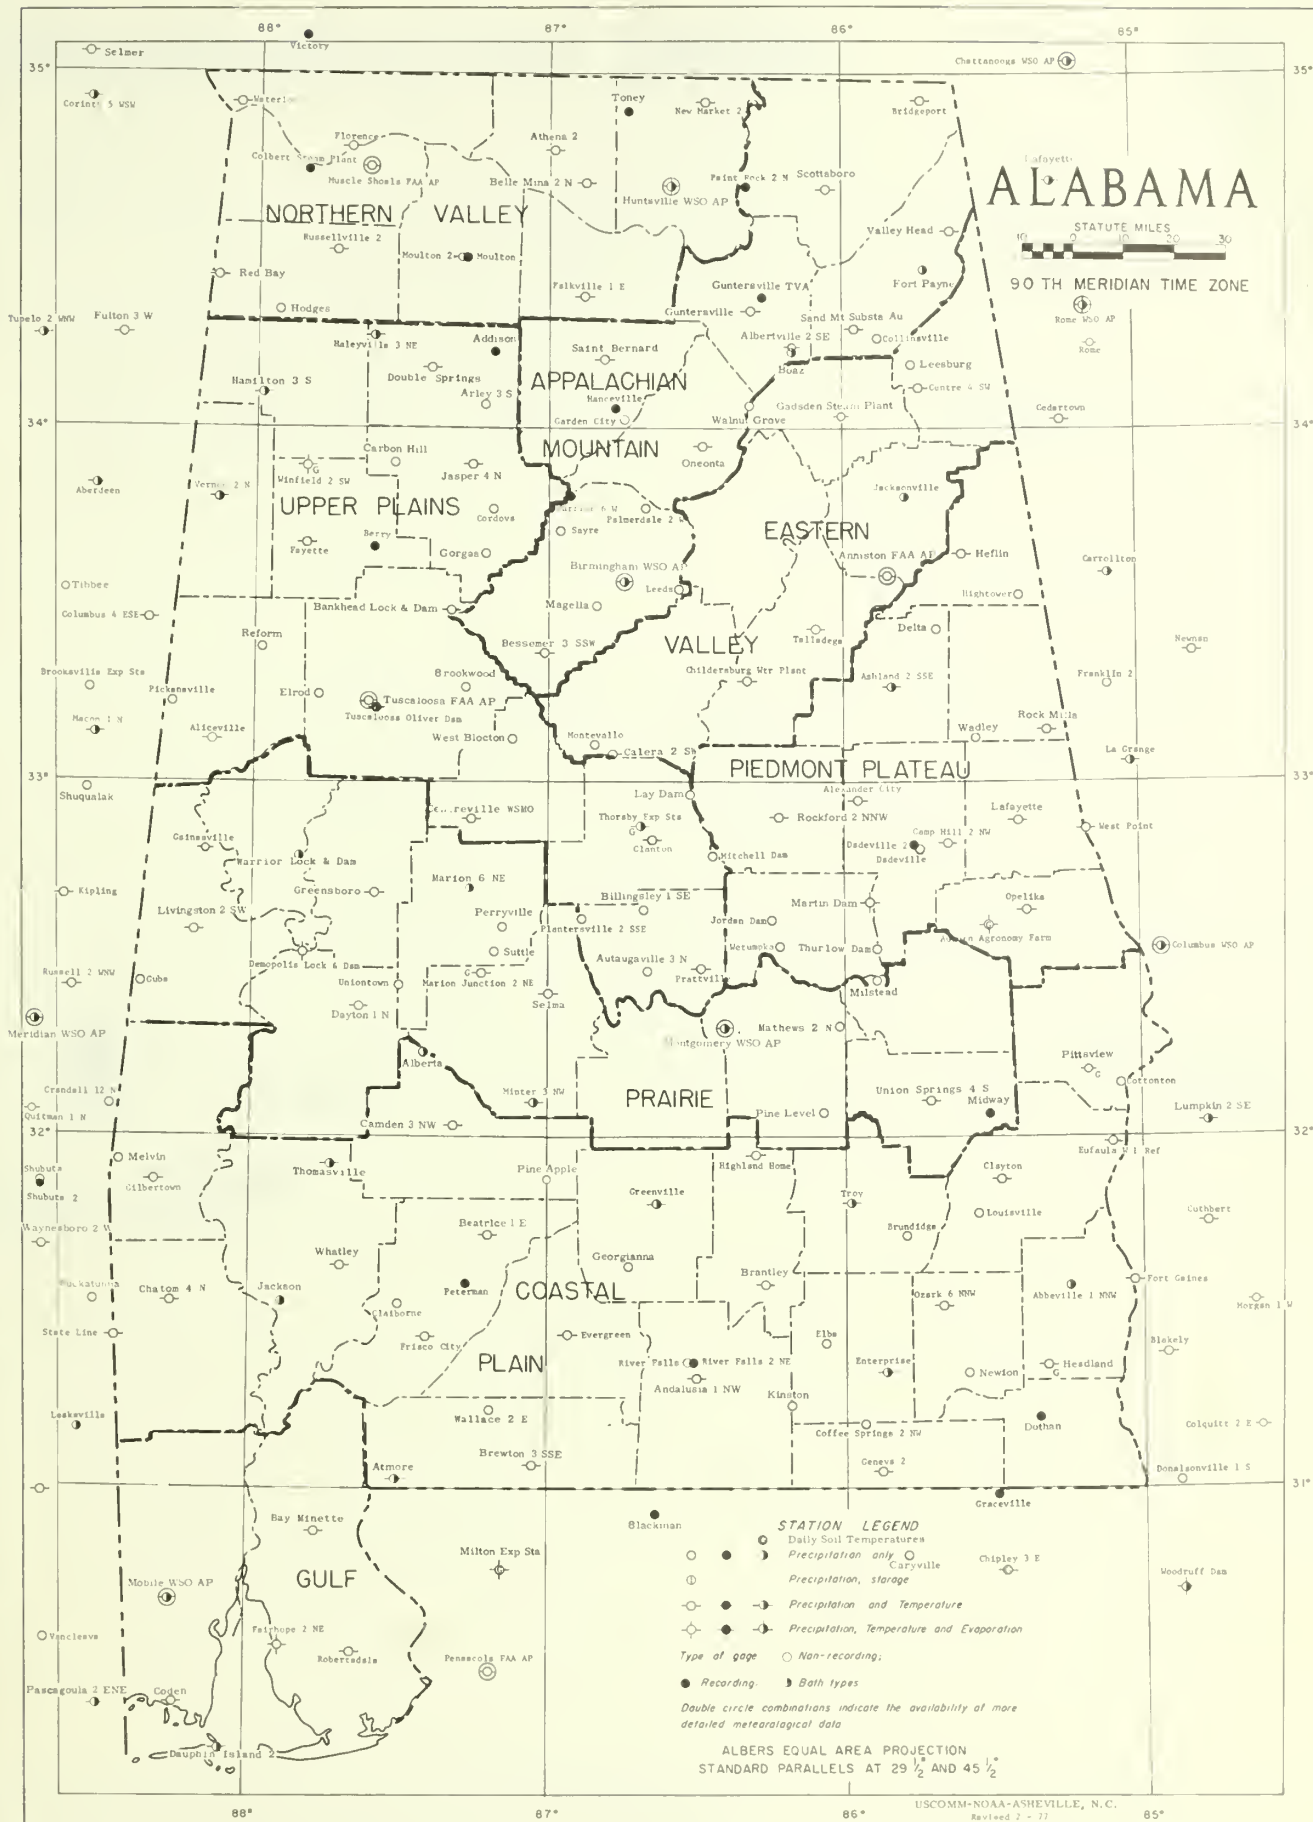 88°
87°
86°
85°
Victory
Selmer
Chattanooga WSO AP
35°
35°
Corinth 5 WSW
Waterloo
Toney
New Market 2
Bridgeport
Florence
Athens 2
Colbert Steam Plant
Muscle Shoals FAA AP
Belle Mina 2 N
Huntsville WSO AP
Paint Rock 2 N
Scottsboro
Lafayette
ALABAMA
NORTHERN VALLEY
STATUTE MILES
10 0 10 20 30
Russellville 2
Valley Head
Moulton 2
Moulton
Red Bay
Fort Payne
90 TH MERIDIAN TIME ZONE
Falkville 1 E
Guntersville TVA
Hodges
Guntersville
Sand Mt Substa Au
Rome WSO AP
Tupelo 2 WNW
Fulton 3 W
Haleyville 3 NE
Addison
Saint Bernard
Albertville 2 SE
Collinsville
Rome
Boaz
Leesburg
Double Springs
Hamilton 3 S
APPALACHIAN
Centre 4 SW
Arley 3 S
Hanceville
Gadsden Steam Plant
Cedartown
Garden City
Walnut Grove
34°
34°
MOUNTAIN
Carbon Hill
Oneonta
Winfield 2 SW
G
Jasper 4 N
Aberdeen
Vernon 2 N
Jacksonville
UPPER PLAINS
Warrior 6 W
Cordova
Palmerdale 2 W
EASTERN
Berry
Sayre
Fayette
Gorgas
Anniston FAA AP
Heflin
Birmingham WSO AP
Carrollton
Tibbee
Leeds
Hightower
Columbus 4 ESE
Bankhead Lock & Dam
Magella
Reform
Bessemer 3 SSW
VALLEY
Talladega
Delta
Newnan
Brooksville Exp Sta
Brookwood
Childersburg Wtr Plant
Ashland 2 SSE
Franklin 2
Pickensville
Elrod
Tuscaloosa FAA AP
Tuscaloosa Oliver Dam
Macon 1 N
Aliceville
West Blocton
Montevallo
Wadley
Rock Mills
Calera 2 SW
La Grange
33°
33°
PIEDMONT PLATEAU
Shuqualak
Lay Dam
Alexander City
Centreville WSMO
Thorsby Exp Sta
G
Rockford 2 NNW
Lafayette
West Point
Gainesville
Clanton
Camp Hill 2 NW
Dadeville 2
Dadeville
Warrior Lock & Dam
Mitchell Dam
Kipling
Greensboro
Marion 6 NE
Billingsley 1 SE
Martin Dam
Opelika
Livingston 2 SW
Perryville
Plantersville 2 SSE
Jordan Dam
Auburn Agronomy Farm
Demopolis Lock & Dam
Suttle
Wetumpka
Thurlow Dam
Columbus WSO AP
Russell 2 WNW
Cuba
Uniontown
G
Marion Junction 2 NE
Autaugaville 3 N
Prattville
Milstead
Dayton 1 N
Selma
Meridian WSO AP
Mathews 2 N
Montgomery WSO AP
Alberta
Pittsview
G
Crandall 12 N
Minter 3 NW
PRAIRIE
Union Springs 4 S
Cottonton
Quitman 1 N
Pine Level
Midway
Lumpkin 2 SE
Camden 3 NW
32°
32°
Melvin
Eufaula W L Ref
Shubuta
Thomasville
Highland Home
Gilbertown
Pine Apple
Clayton
Shubuta 2
Greenville
Troy
Louisville
Cuthbert
Waynesboro 2 W
Beatrice 1 E
Brundidge
Whatley
Georgiana
Buckatunna
Chatom 4 N
Jackson
Peterman
COASTAL
Brantley
Abbeville 1 NNW
Fort Gaines
Claiborne
Ozark 6 NNW
Morgan 1 W
State Line
Frisco City
Evergreen
Elba
Blakely
PLAIN
River Falls
River Falls 2 NE
Enterprise
Newton
Headland
G
Andalusia 1 NW
Kinston
Leakesville
Wallace 2 E
Coffee Springs 2 NW
Dothan
Colquitt 2 E
Atmore
Brewton 3 SSE
Geneva 2
Donalsonville 1 S
31°
31°
Graceville
Blackman
STATION LEGEND
Daily Soil Temperatures
Bay Minette
Milton Exp Sta
Precipitation only
Caryville
Chipley 3 E
Precipitation, storage
Woodruff Dam
GULF
Mobile WSO AP
Precipitation and Temperature
Precipitation, Temperature and Evaporation
Vancleave
Fairhope 2 NE
Robertsdale
Pensacola FAA AP
Type of gage Non-recording;
Recording. Both types
Pascagoula 2 ENE
Coden
Double circle combinations indicate the availability of more
detailed meteorological data
Dauphin Island 2
ALBERS EQUAL AREA PROJECTION
STANDARD PARALLELS AT 29 1/2° AND 45 1/2°
88°
87°
86°
85°
USCOMM-NOAA-ASHEVILLE, N.C.
Revised 2 - 77